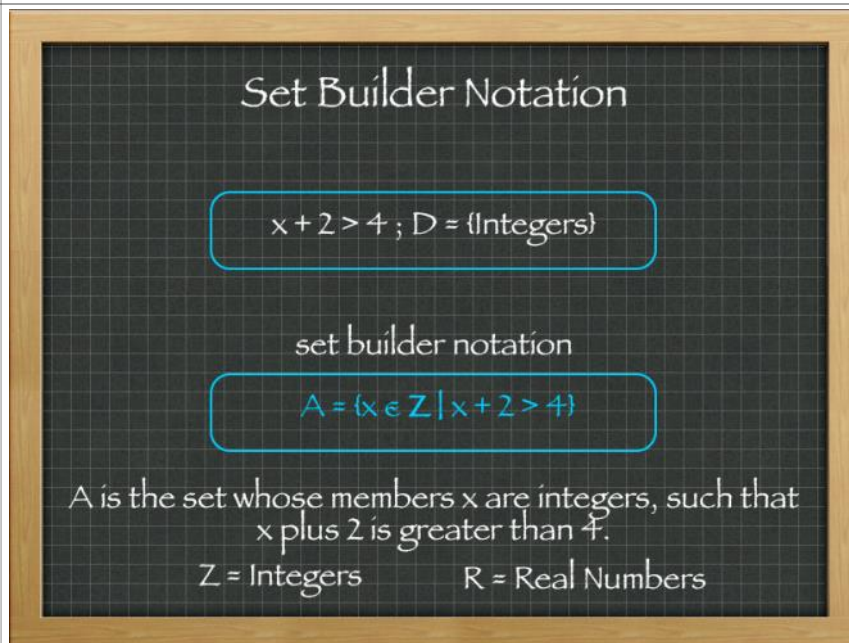 Set Builder Notation
x + 2 > 4 ; D = {Integers}
set builder notation
A = {x ∈ Z | x + 2 > 4}
A is the set whose members x are integers, such that
x plus 2 is greater than 4.
Z = Integers R = Real Numbers